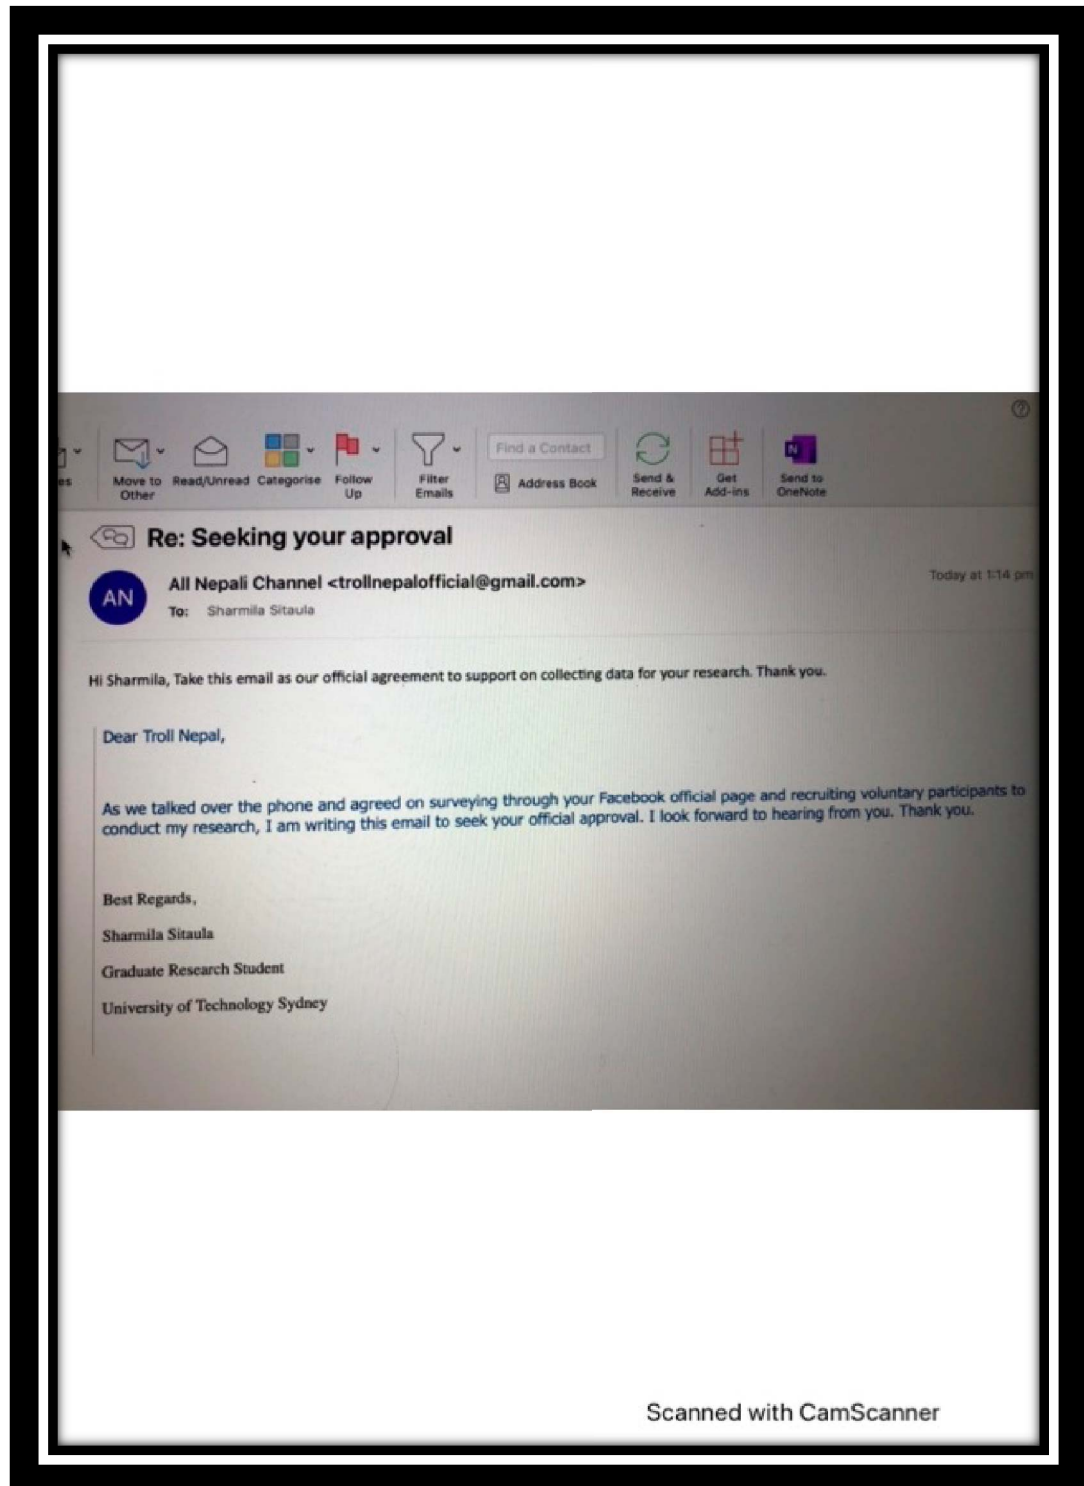 es
Move to
Other
Read/Unread
Categorise
Follow
Up
Filter
Emails
Find a Contact
Address Book
Send &
Receive
Get
Add-ins
N
Send to
OneNote
Re: Seeking your approval
AN
All Nepali Channel <trollnepalofficial@gmail.com>
Today at 1:14 pm
To: Sharmila Sitaula
Hi Sharmila, Take this email as our official agreement to support on collecting data for your research. Thank you.
Dear Troll Nepal,
As we talked over the phone and agreed on surveying through your Facebook official page and recruiting voluntary participants to
conduct my research, I am writing this email to seek your official approval. I look forward to hearing from you. Thank you.
Best Regards,
Sharmila Sitaula
Graduate Research Student
University of Technology Sydney
Scanned with CamScanner